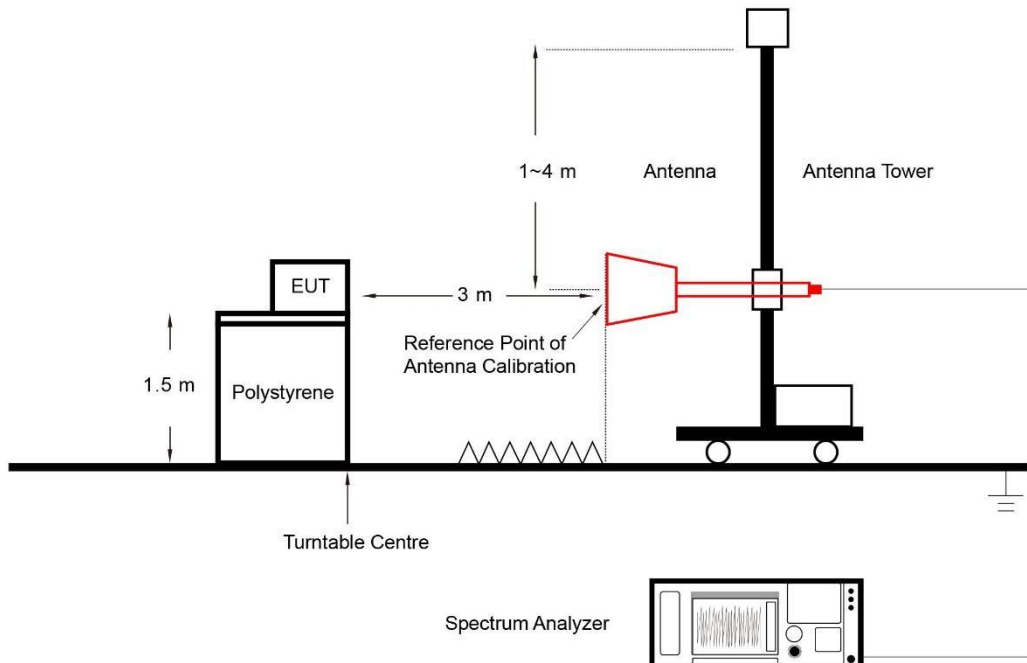 1~4 m
Antenna
Antenna Tower
EUT
3 m
Reference Point of
Antenna Calibration
1.5 m
Polystyrene
Turntable Centre
Spectrum Analyzer